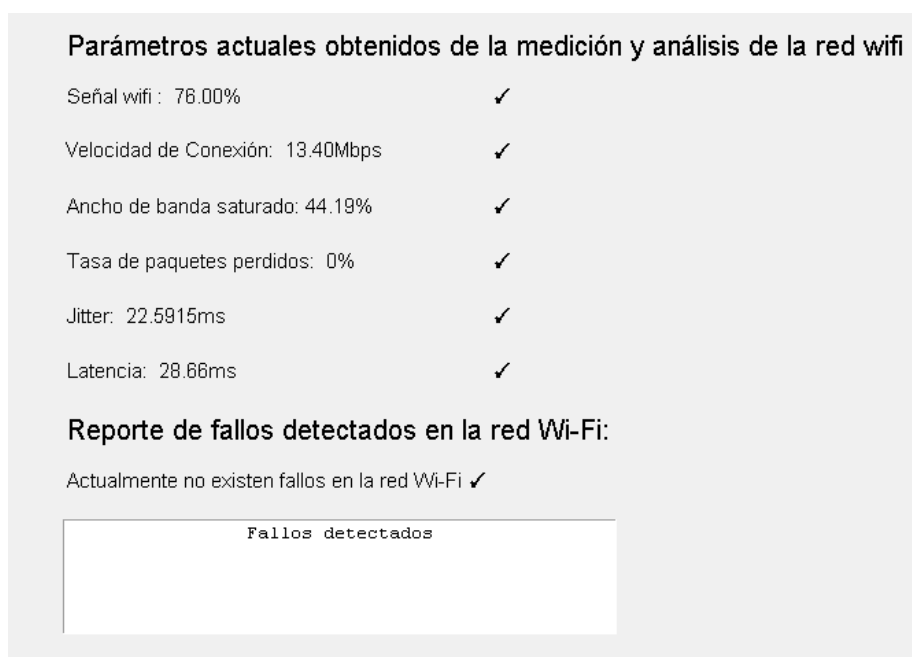 Parámetros actuales obtenidos de la medición y análisis de la red wifi
Señal wifi : 76.00% ✓
Velocidad de Conexión: 13.40Mbps ✓
Ancho de banda saturado: 44.19% ✓
Tasa de paquetes perdidos: 0% ✓
Jitter: 22.5915ms ✓
Latencia: 28.66ms ✓
Reporte de fallos detectados en la red Wi-Fi:
Actualmente no existen fallos en la red Wi-Fi ✓
Fallos detectados